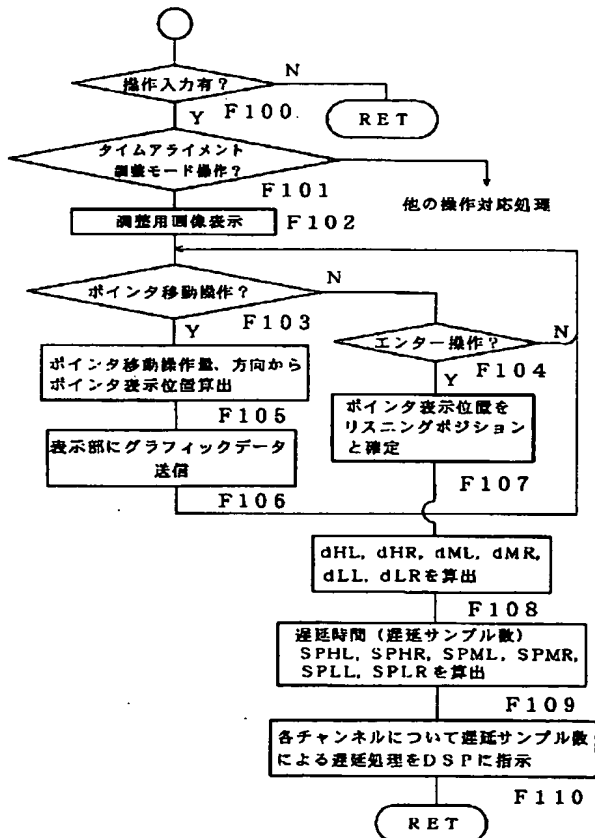 操作入力有?
N
F100
Y
RET
タイムアライメント
調整モード操作?
F101
他の操作対応処理
調整用画像表示
F102
N
ポインタ移動操作?
F103
Y
エンター操作?
N
F104
Y
ポインタ移動操作量、方向から
ポインタ表示位置算出
F105
ポインタ表示位置を
リスニングポジション
と確定
F107
表示部にグラフィックデータ
送信
F106
dHL, dHR, dML, dMR,
dLL, dLRを算出
F108
遅延時間(遅延サンプル数)
SPHL, SPHR, SPML, SPMR,
SPLL, SPLRを算出
F109
各チャンネルについて遅延サンプル数
による遅延処理をDSPに指示
F110
RET